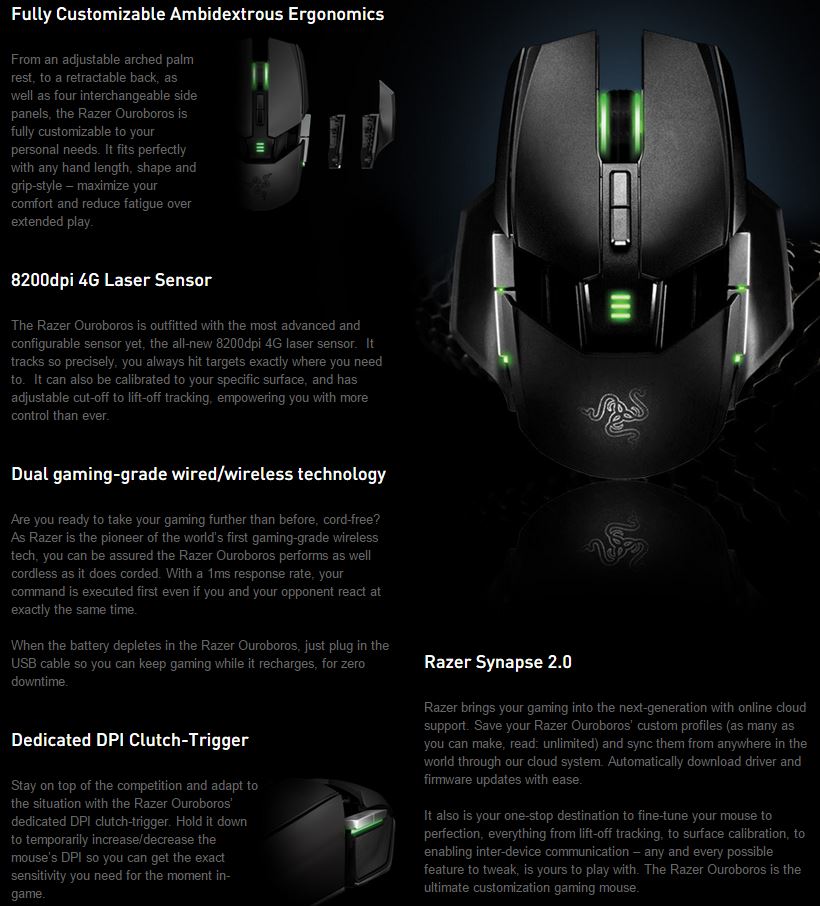 Fully Customizable Ambidextrous Ergonomics
From an adjustable arched palm
rest, to a retractable back, as
well as four interchangeable side
panels, the Razer Ouroboros is
fully customizable to your
personal needs. It fits perfectly
with any hand length, shape and
grip-style – maximize your
comfort and reduce fatigue over
extended play.
8200dpi 4G Laser Sensor
The Razer Ouroboros is outfitted with the most advanced and
configurable sensor yet, the all-new 8200dpi 4G laser sensor. It
tracks so precisely, you always hit targets exactly where you need
to. It can also be calibrated to your specific surface, and has
adjustable cut-off to lift-off tracking, empowering you with more
control than ever.
Dual gaming-grade wired/wireless technology
Are you ready to take your gaming further than before, cord-free?
As Razer is the pioneer of the world's first gaming-grade wireless
tech, you can be assured the Razer Ouroboros performs as well
cordless as it does corded. With a 1ms response rate, your
command is executed first even if you and your opponent react at
exactly the same time.
When the battery depletes in the Razer Ouroboros, just plug in the
USB cable so you can keep gaming while it recharges, for zero
downtime.
Dedicated DPI Clutch-Trigger
Stay on top of the competition and adapt to
the situation with the Razer Ouroboros'
dedicated DPI clutch-trigger. Hold it down
to temporarily increase/decrease the
mouse's DPI so you can get the exact
sensitivity you need for the moment in-
game.
Razer Synapse 2.0
Razer brings your gaming into the next-generation with online cloud
support. Save your Razer Ouroboros' custom profiles (as many as
you can make, read: unlimited) and sync them from anywhere in the
world through our cloud system. Automatically download driver and
firmware updates with ease.
It also is your one-stop destination to fine-tune your mouse to
perfection, everything from lift-off tracking, to surface calibration, to
enabling inter-device communication – any and every possible
feature to tweak, is yours to play with. The Razer Ouroboros is the
ultimate customization gaming mouse.